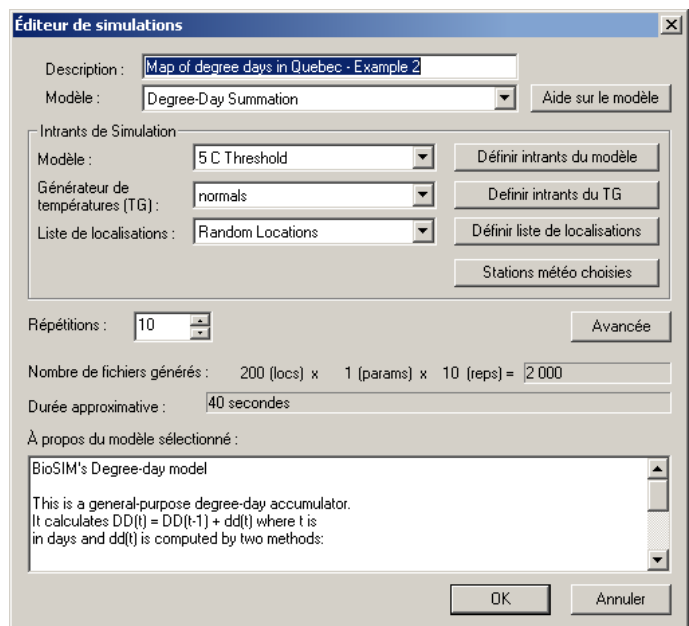 Éditeur de simulations
Description : Map of degree days in Quebec - Example 2
Modèle : Degree-Day Summation Aide sur le modèle
Intrants de Simulation
Modèle : 5 C Threshold Définir intrants du modèle
Générateur de températures (TG) : normals Definir intrants du TG
Liste de localisations : Random Locations Définir liste de localisations
Stations météo choisies
Répétitions : 10 Avancée
Nombre de fichiers générés : 200 (locs) x 1 (params) x 10 (reps) = 2 000
Durée approximative : 40 secondes
À propos du modèle sélectionné :
BioSIM's Degree-day model
This is a general-purpose degree-day accumulator.
It calculates DD(t) = DD(t-1) + dd(t) where t is
in days and dd(t) is computed by two methods:
OK Annuler